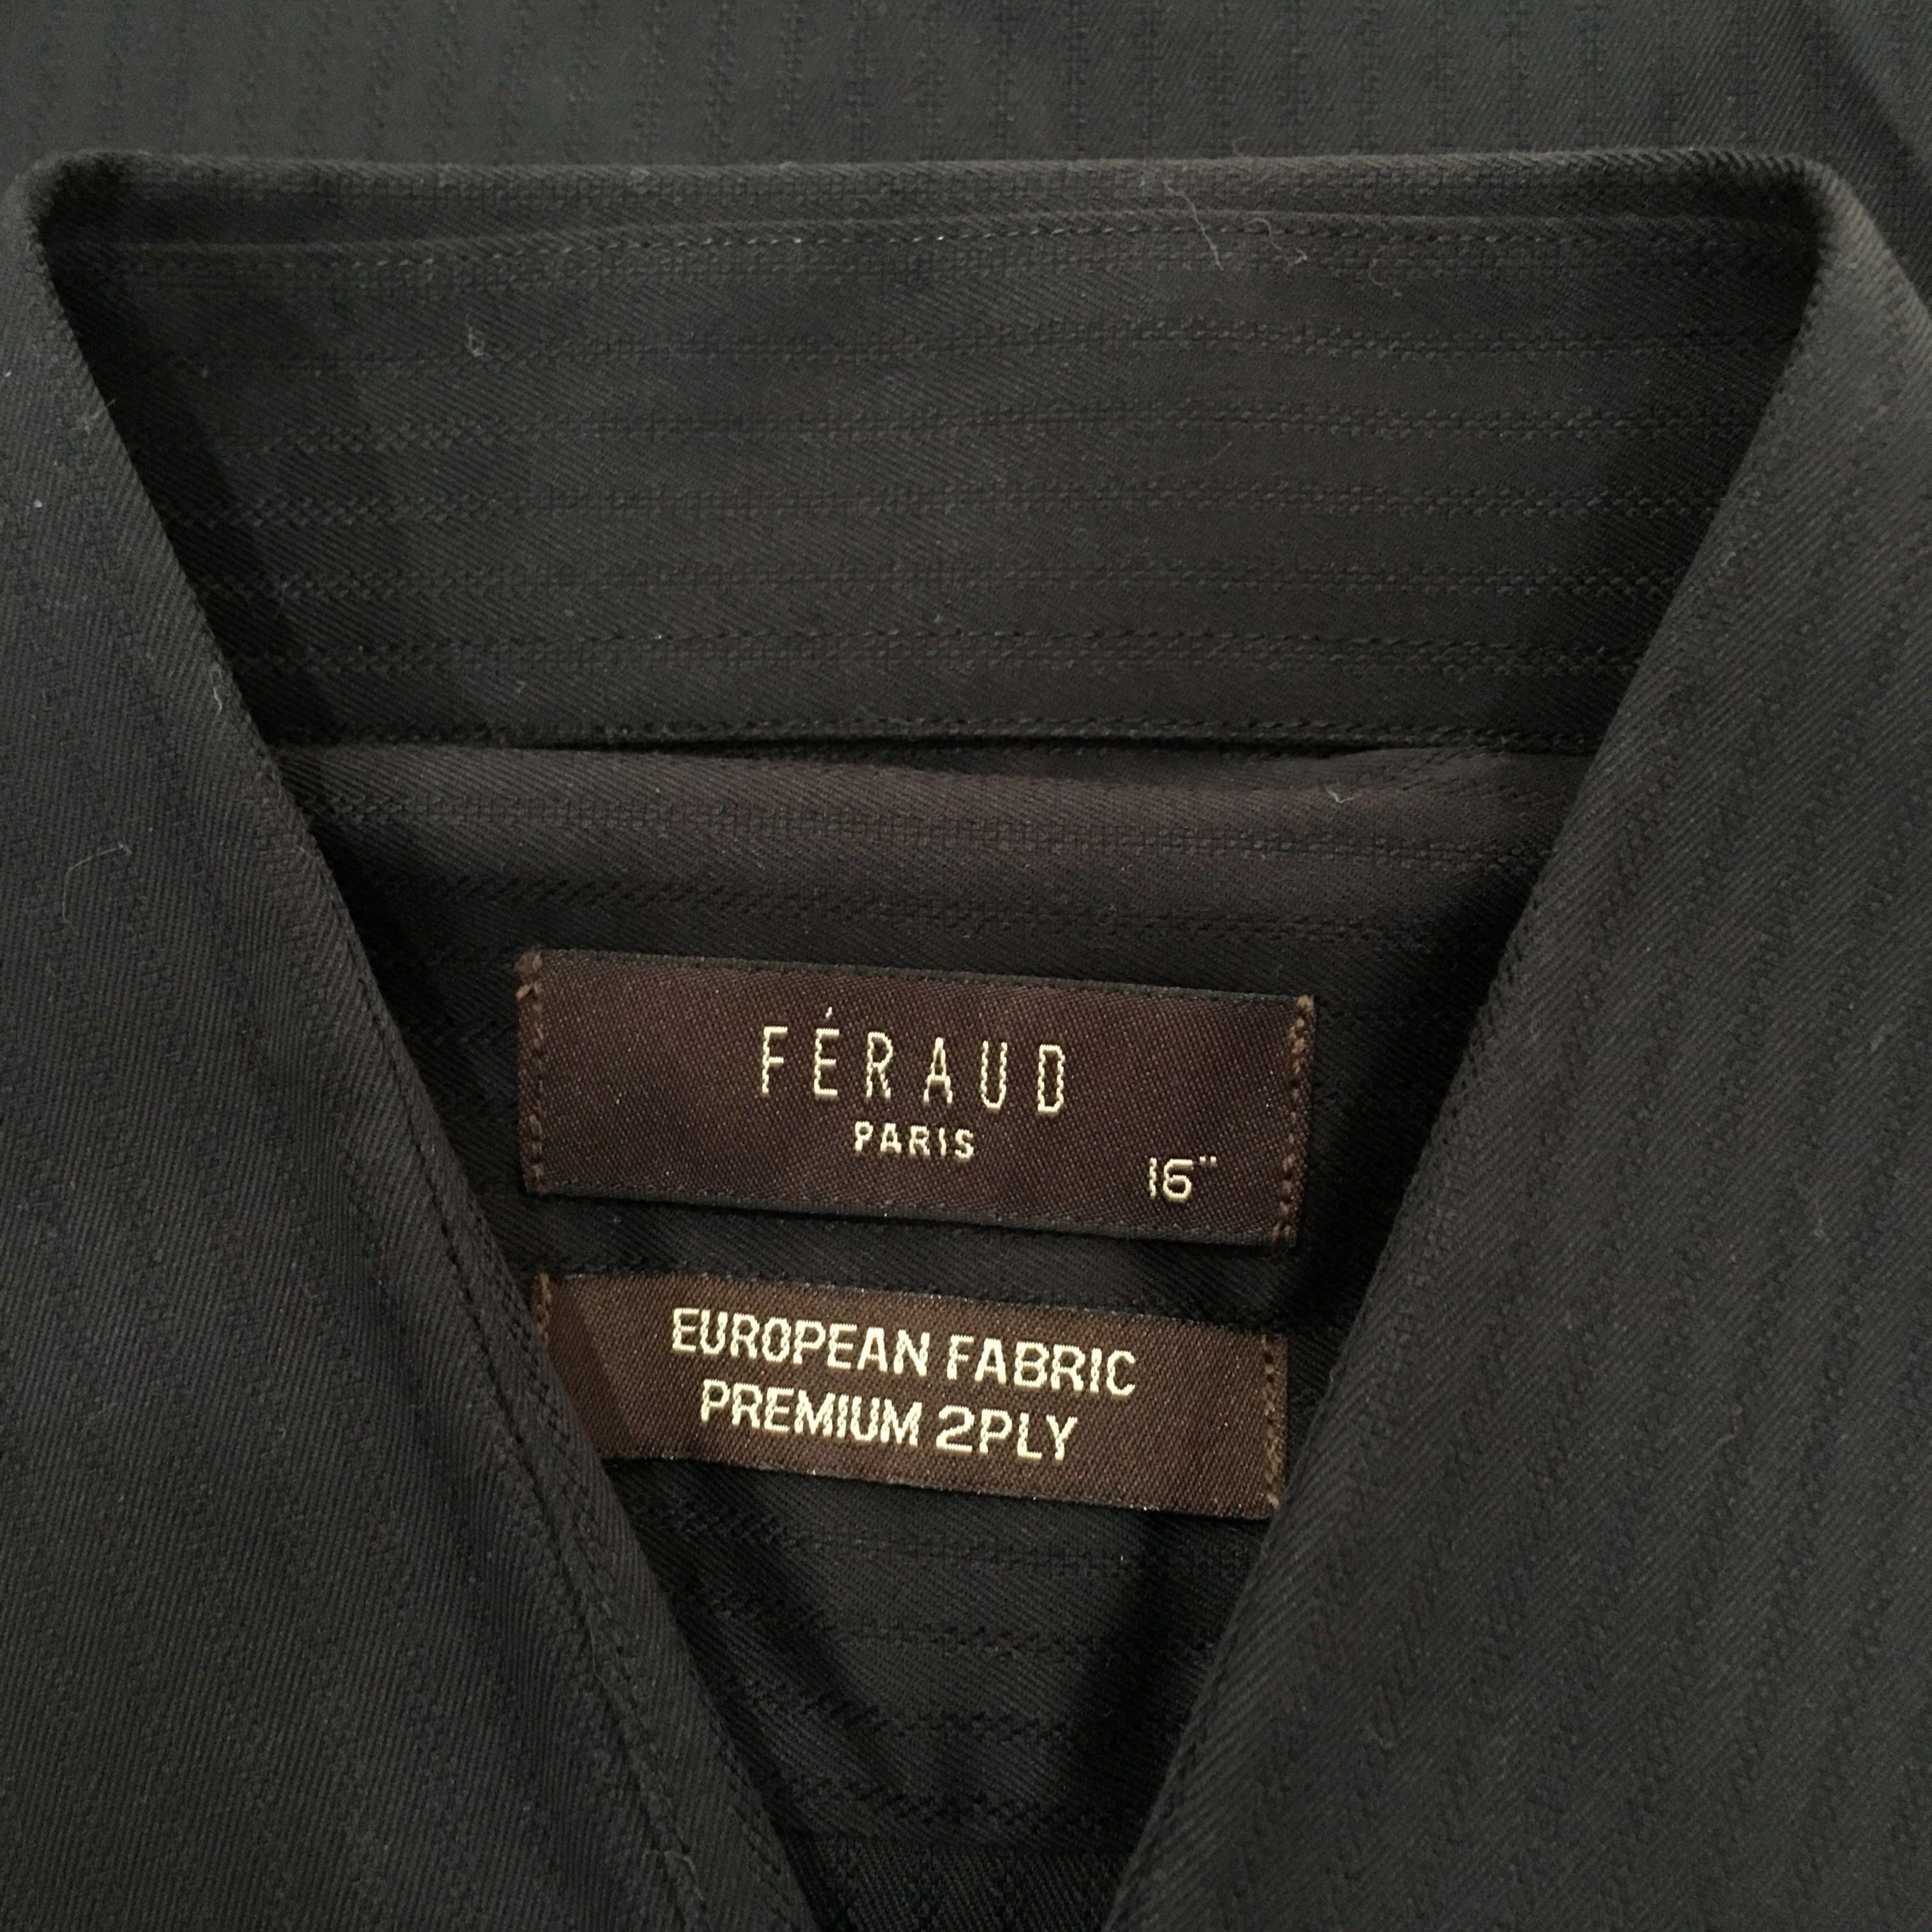 FÉRAUD
PARIS
16"
EUROPEAN FABRIC
PREMIUM 2PLY